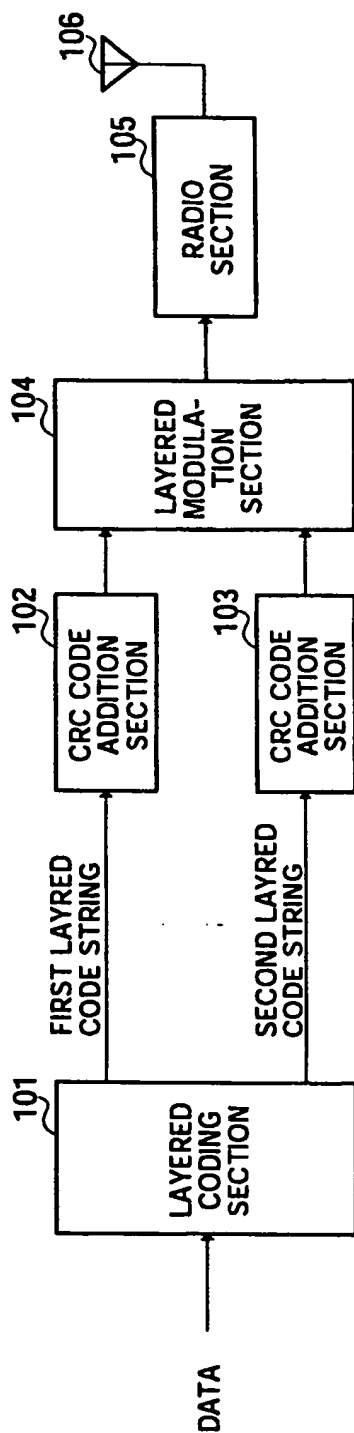 DATA
101
LAYERED
CODING
SECTION
FIRST LAYRED
CODE STRING
SECOND LAYRED
CODE STRING
102
CRC CODE
ADDITION
SECTION
103
CRC CODE
ADDITION
SECTION
104
LAYERED
MODULA-
TION
SECTION
105
RADIO
SECTION
106